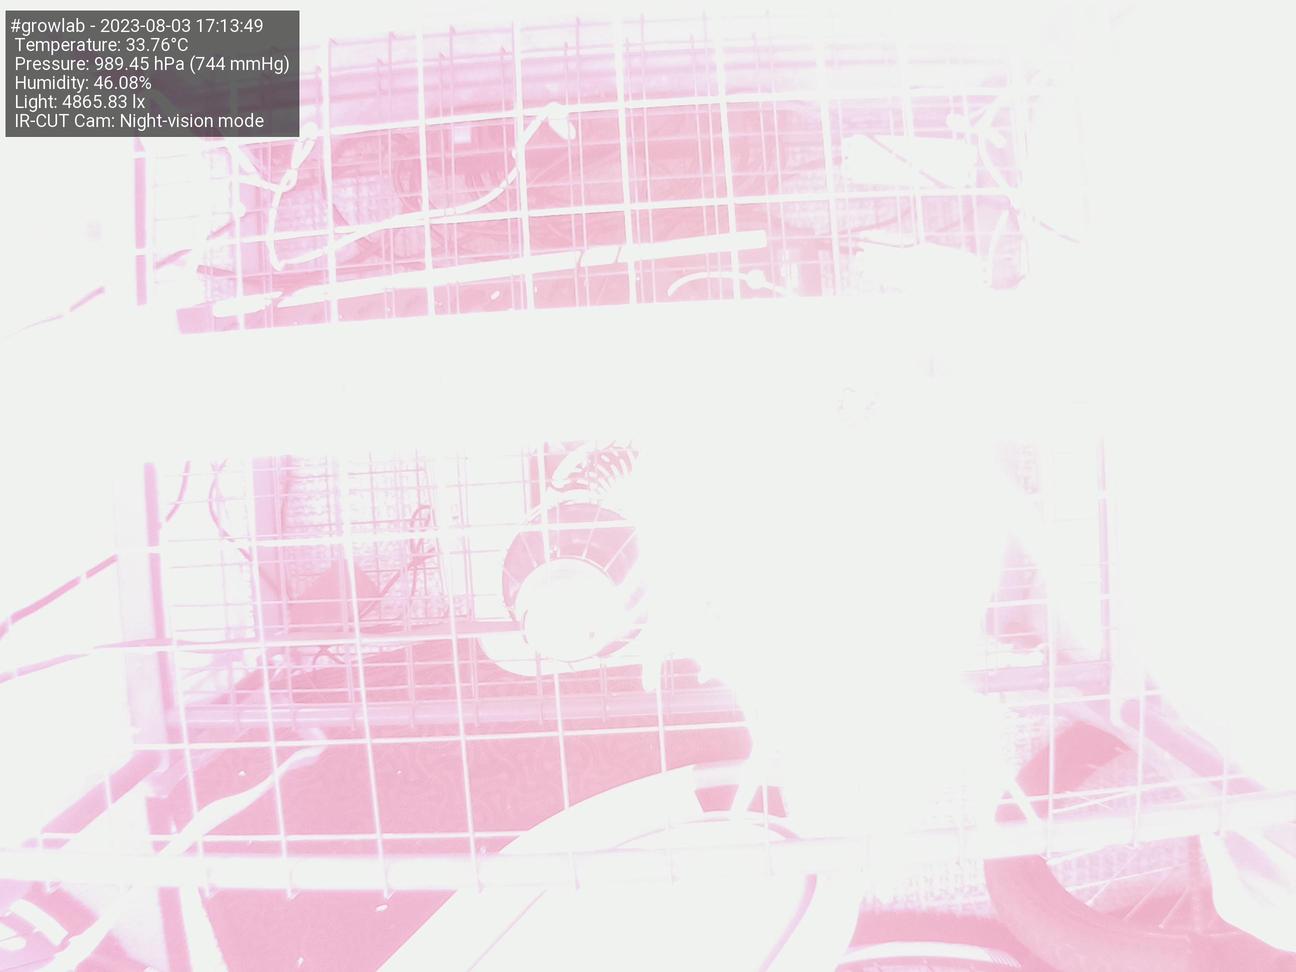 #growlab - 2023-08-03 17:13:49
Temperature: 33.76°C
Pressure: 989.45 hPa (744 mmHg)
Humidity: 46.08%
Light: 4865.83 lx
IR-CUT Cam: Night-vision mode